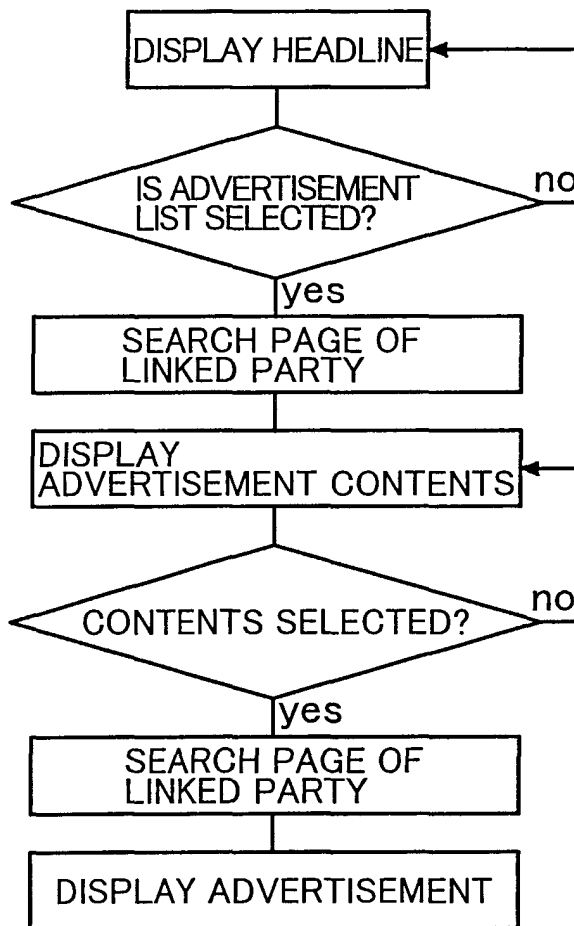 DISPLAY HEADLINE
IS ADVERTISEMENT
LIST SELECTED?
no
yes
SEARCH PAGE OF
LINKED PARTY
DISPLAY
ADVERTISEMENT CONTENTS
CONTENTS SELECTED?
no
yes
SEARCH PAGE OF
LINKED PARTY
DISPLAY ADVERTISEMENT